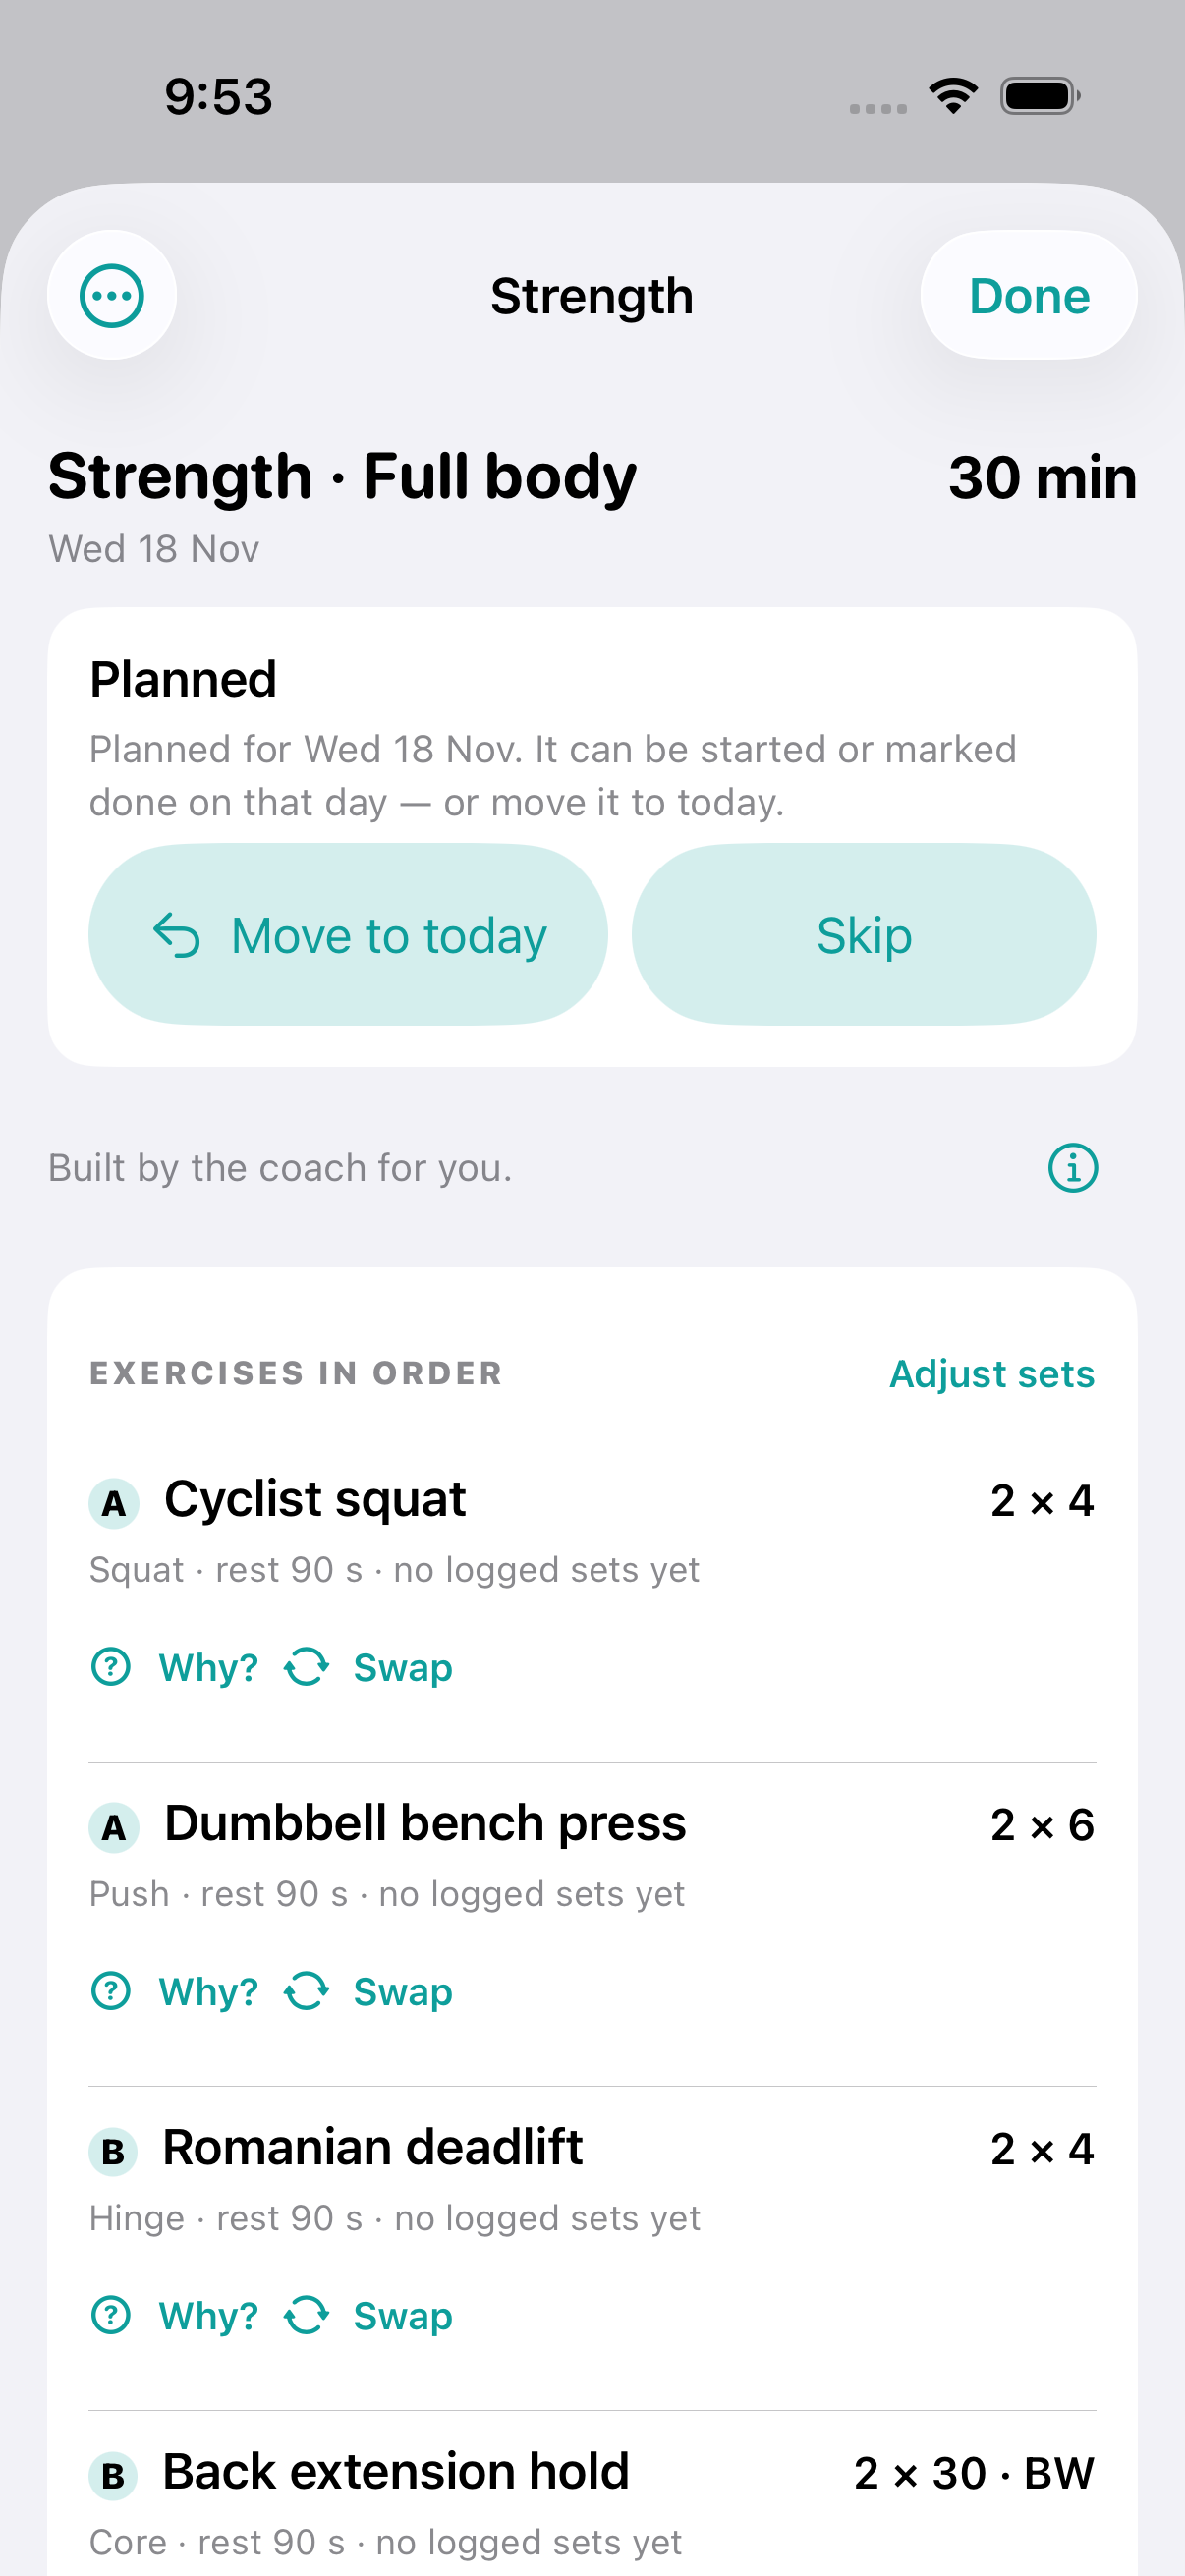 9:53
Strength
Done
Strength · Full body
30 min
Wed 18 Nov
Planned
Planned for Wed 18 Nov. It can be started or marked
done on that day — or move it to today.
Move to today
Skip
Built by the coach for you.
EXERCISES IN ORDER
Adjust sets
A Cyclist squat
2 × 4
Squat · rest 90 s · no logged sets yet
Why? Swap
A Dumbbell bench press
2 × 6
Push · rest 90 s · no logged sets yet
Why? Swap
B Romanian deadlift
2 × 4
Hinge · rest 90 s · no logged sets yet
Why? Swap
B Back extension hold
2 × 30 · BW
Core · rest 90 s · no logged sets yet